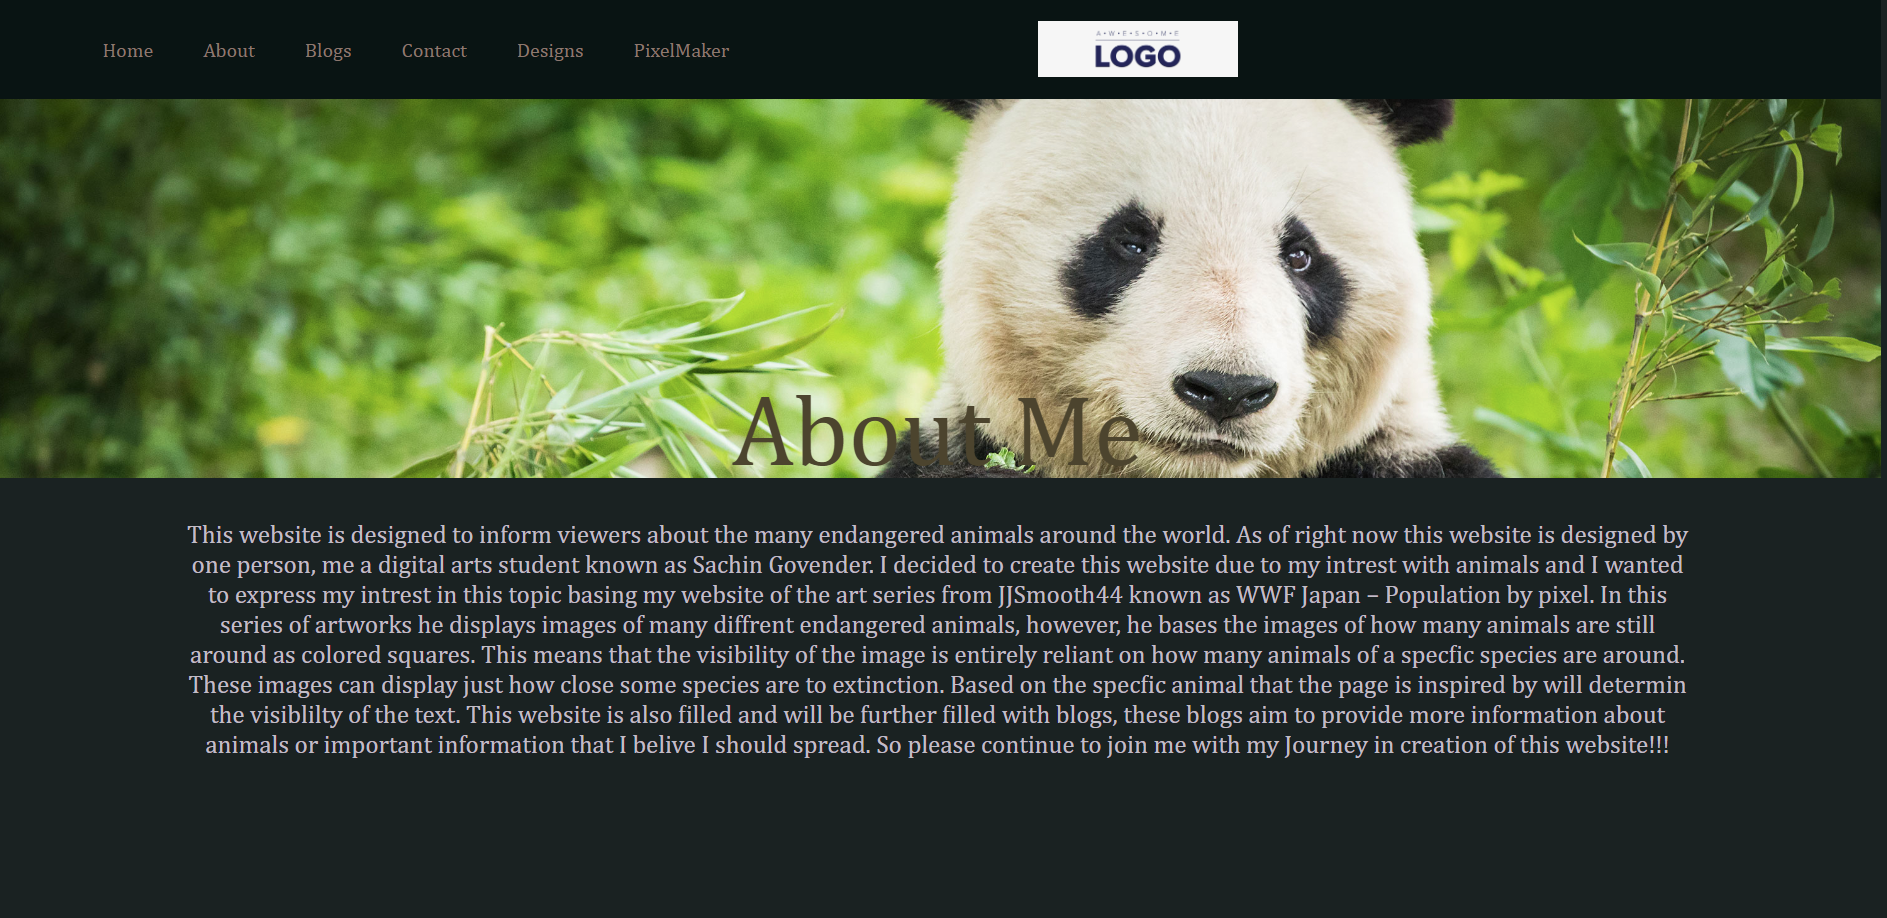 Home About Blogs Contact Designs PixelMaker
A•W•E•S•O•M•E
LOGO
About Me
This website is designed to inform viewers about the many endangered animals around the world. As of right now this website is designed by
one person, me a digital arts student known as Sachin Govender. I decided to create this website due to my intrest with animals and I wanted
to express my intrest in this topic basing my website of the art series from JJSmooth44 known as WWF Japan – Population by pixel. In this
series of artworks he displays images of many diffrent endangered animals, however, he bases the images of how many animals are still
around as colored squares. This means that the visibility of the image is entirely reliant on how many animals of a specfic species are around.
These images can display just how close some species are to extinction. Based on the specfic animal that the page is inspired by will determin
the visiblilty of the text. This website is also filled and will be further filled with blogs, these blogs aim to provide more information about
animals or important information that I belive I should spread. So please continue to join me with my Journey in creation of this website!!!